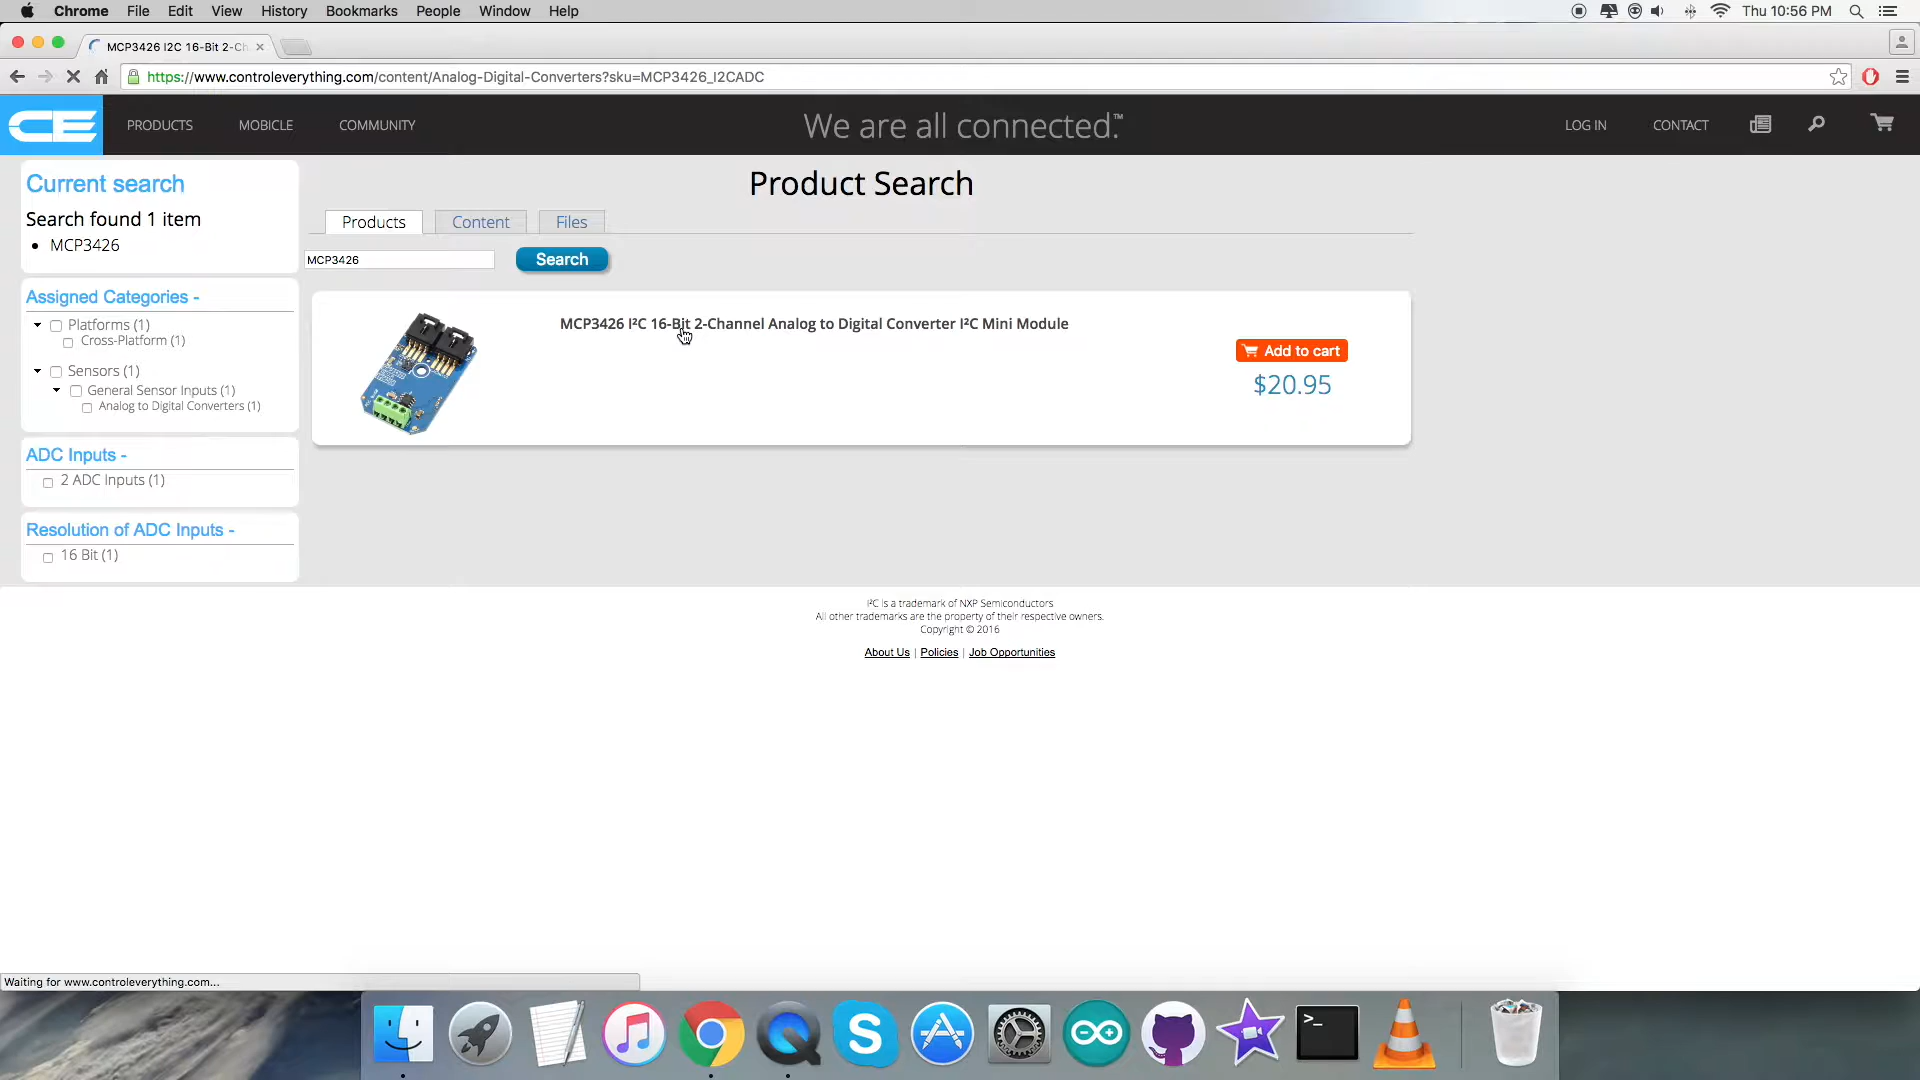 Chrome File Edit View History Bookmarks People Window Help Thu 10:56 PM
MCP3426 I2C 16-Bit 2-Ch
https://www.controleverything.com/content/Analog-Digital-Converters?sku=MCP3426_I2CADC
CE PRODUCTS MOBICLE COMMUNITY We are all connected.™ LOG IN CONTACT
Current search
Search found 1 item
• MCP3426
Assigned Categories -
Platforms (1)
Cross-Platform (1)
Sensors (1)
General Sensor Inputs (1)
Analog to Digital Converters (1)
ADC Inputs -
2 ADC Inputs (1)
Resolution of ADC Inputs -
16 Bit (1)
Product Search
Products Content Files
MCP3426 Search
MCP3426 I²C 16-Bit 2-Channel Analog to Digital Converter I²C Mini Module
Add to cart
$20.95
I²C is a trademark of NXP Semiconductors
All other trademarks are the property of their respective owners.
Copyright © 2016
About Us | Policies | Job Opportunities
Waiting for www.controleverything.com...